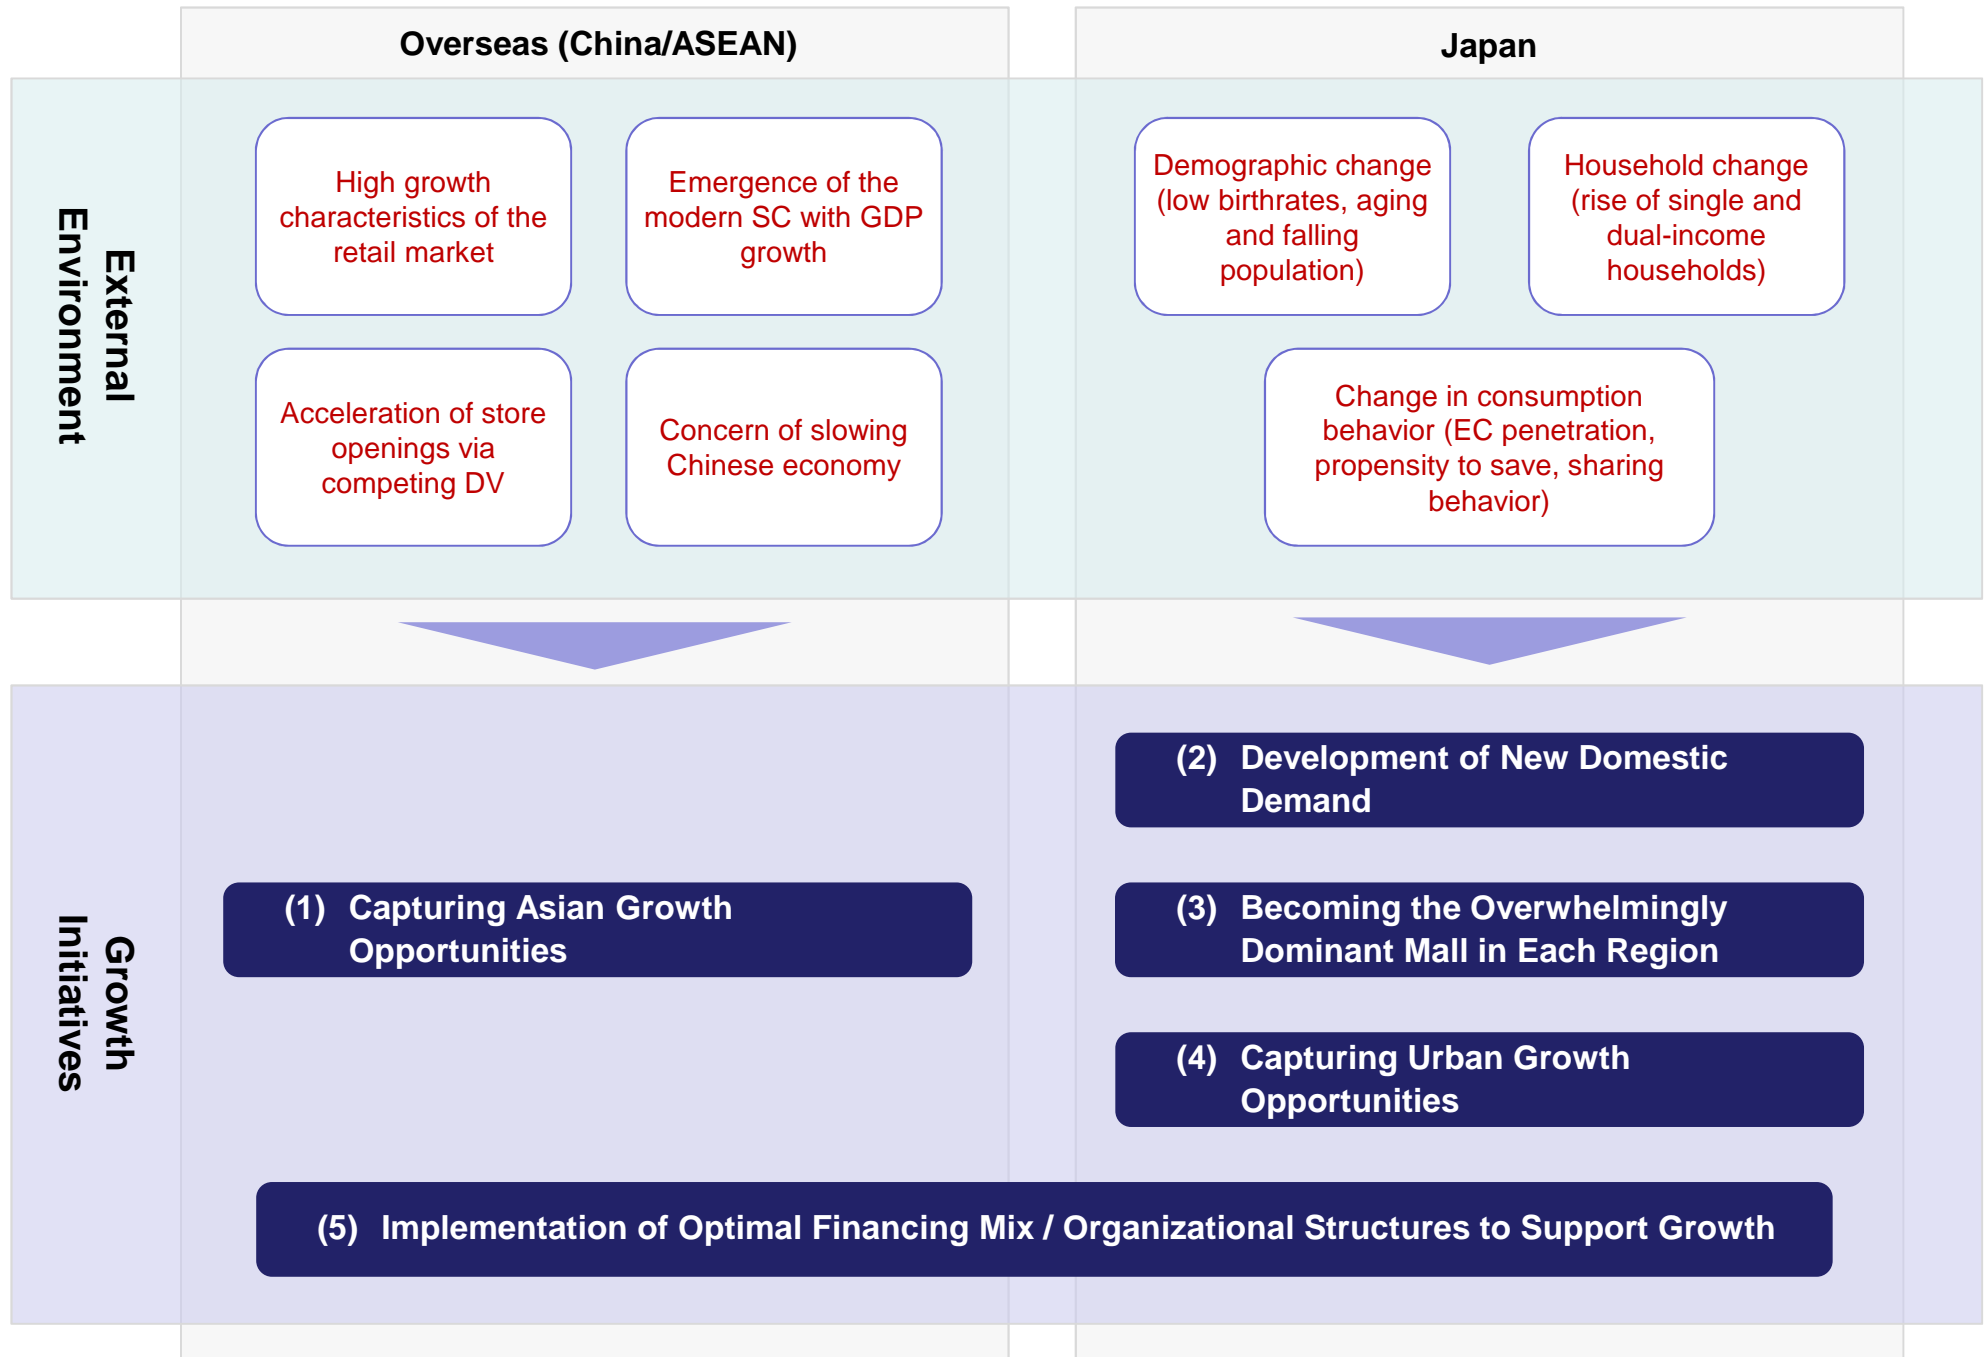 Overseas (China/ASEAN)
Japan
External
Environment
High growth
characteristics of the
retail market
Emergence of the
modern SC with GDP
growth
Acceleration of store
openings via
competing DV
Concern of slowing
Chinese economy
Demographic change
(low birthrates, aging
and falling
population)
Household change
(rise of single and
dual-income
households)
Change in consumption
behavior (EC penetration,
propensity to save, sharing
behavior)
Growth
Initiatives
(1) Capturing Asian Growth
Opportunities
(2) Development of New Domestic
Demand
(3) Becoming the Overwhelmingly
Dominant Mall in Each Region
(4) Capturing Urban Growth
Opportunities
(5) Implementation of Optimal Financing Mix / Organizational Structures to Support Growth